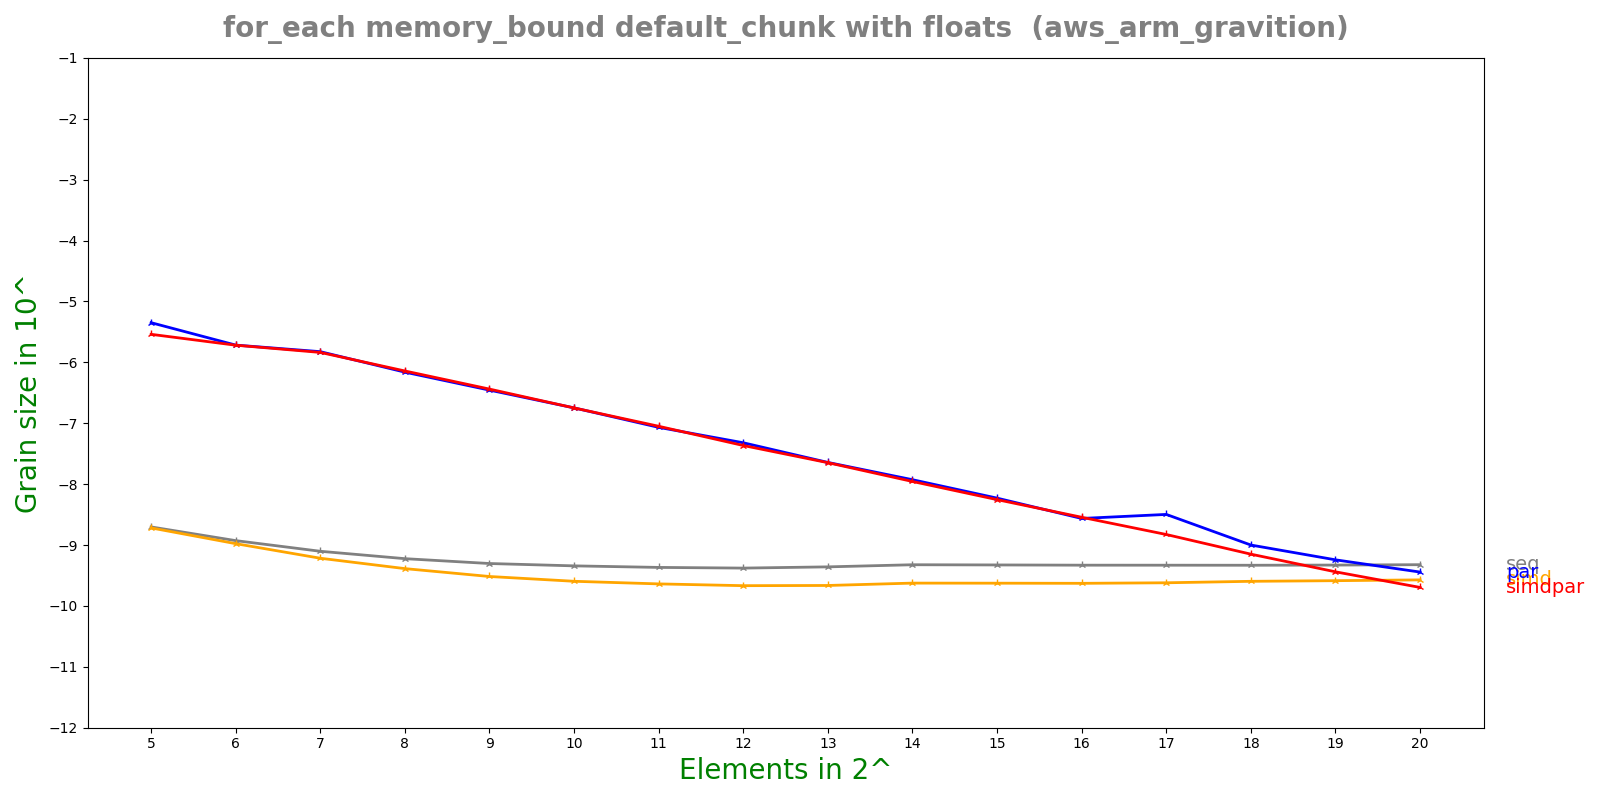 for_each memory_bound default_chunk with floats (aws_arm_gravition)
Grain size in 10^
−1
−2
−3
−4
−5
−6
−7
−8
−9
−10
−11
−12
5 6 7 8 9 10 11 12 13 14 15 16 17 18 19 20
Elements in 2^
seq
par
simd
simdpar